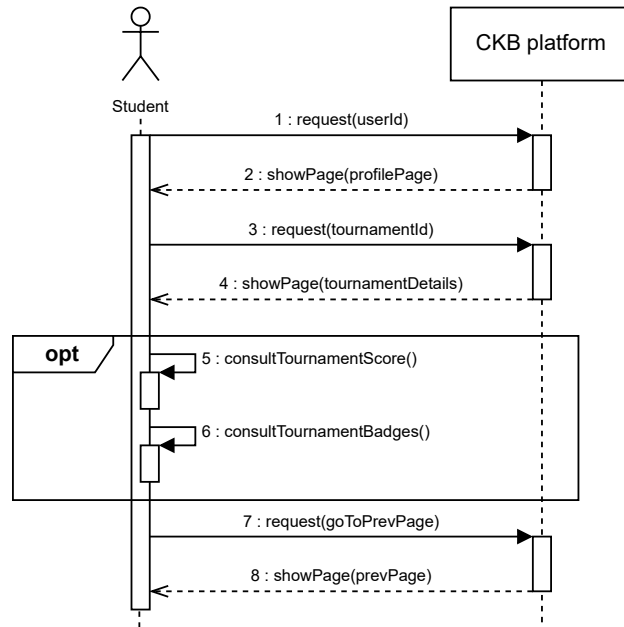 CKB platform
Student
1 : request(userId)
2 : showPage(profilePage)
3 : request(tournamentId)
4 : showPage(tournamentDetails)
opt
5 : consultTournamentScore()
6 : consultTournamentBadges()
7 : request(goToPrevPage)
8 : showPage(prevPage)